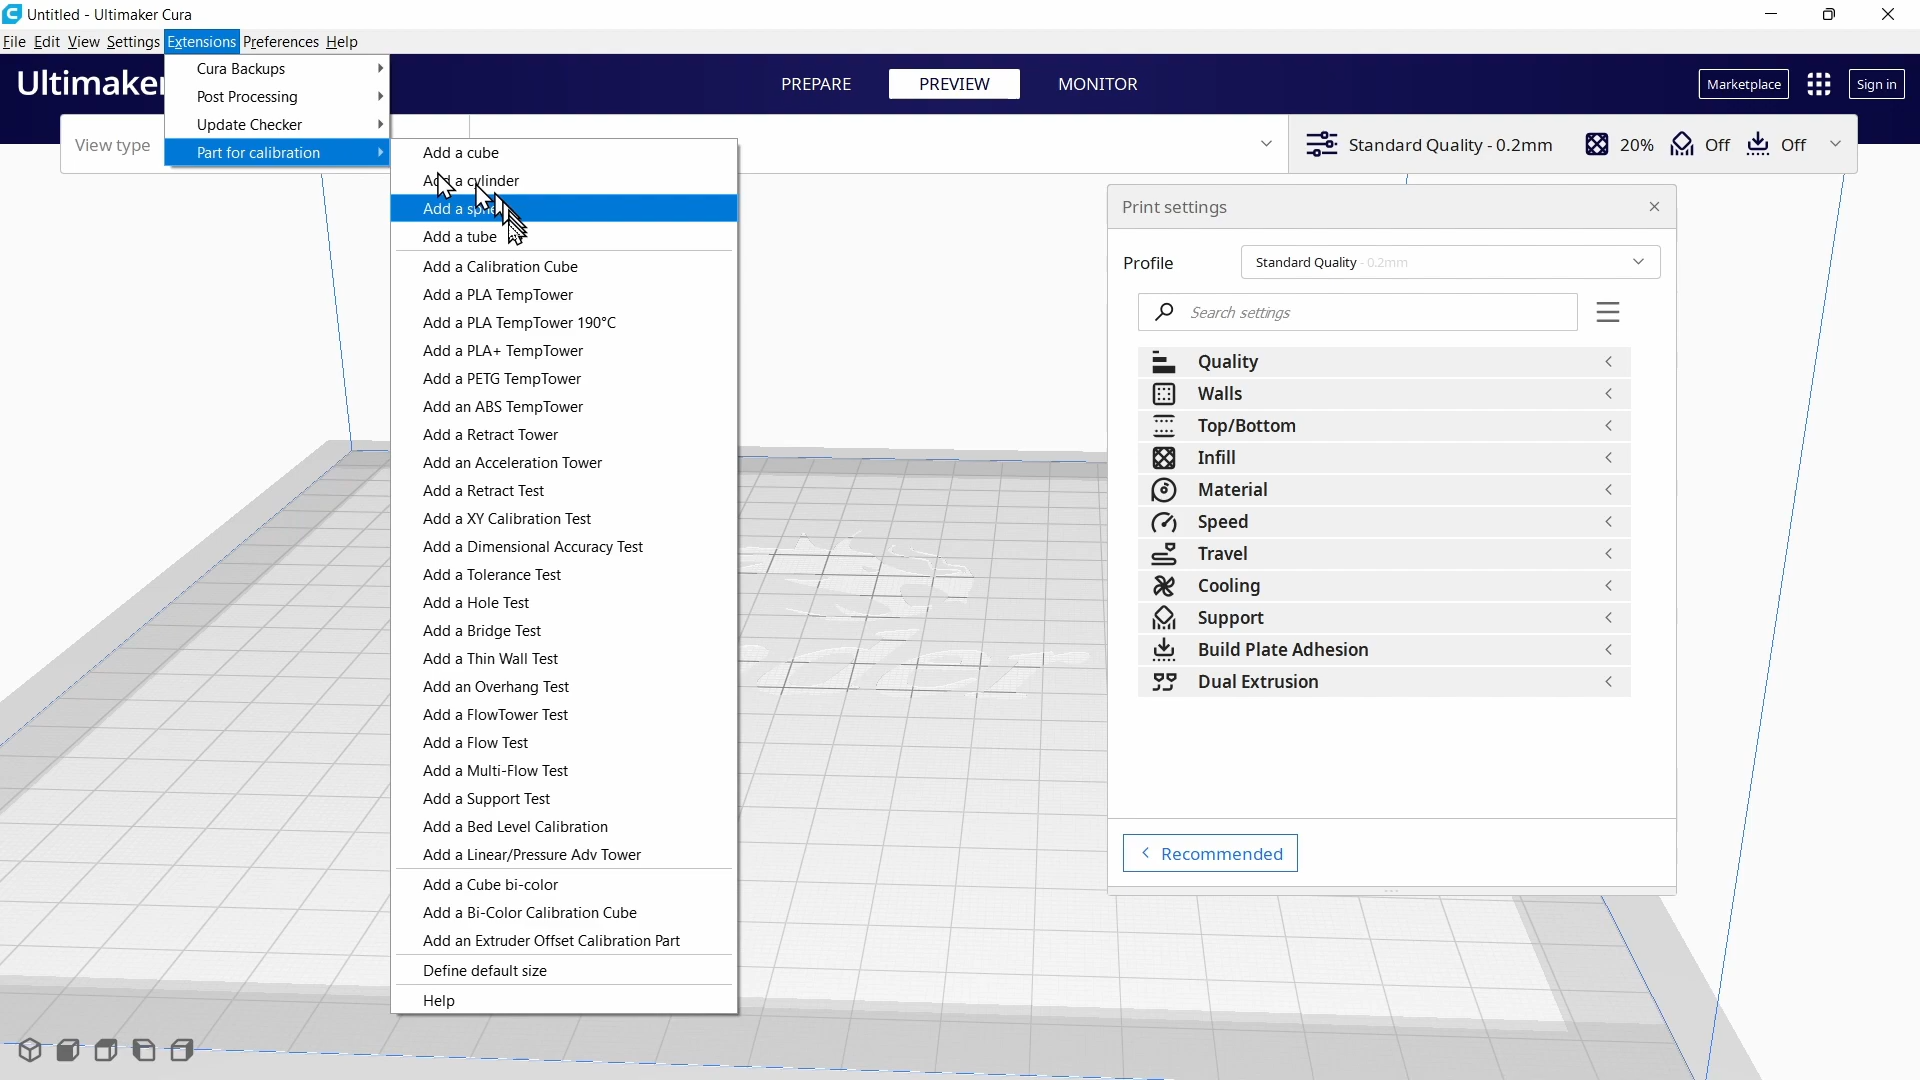 Untitled - Ultimaker Cura
File Edit View Settings Extensions Preferences Help
Ultimaker
PREPARE
PREVIEW
MONITOR
Marketplace
Sign in
Cura Backups
Post Processing
Update Checker
Part for calibration
View type
Standard Quality - 0.2mm
20%
Off
Off
Add a cube
Add a cylinder
Add a
Add a tube
Add a Calibration Cube
Add a PLA TempTower
Add a PLA TempTower 190°C
Add a PLA+ TempTower
Add a PETG TempTower
Add an ABS TempTower
Add a Retract Tower
Add an Acceleration Tower
Add a Retract Test
Add a XY Calibration Test
Add a Dimensional Accuracy Test
Add a Tolerance Test
Add a Hole Test
Add a Bridge Test
Add a Thin Wall Test
Add an Overhang Test
Add a FlowTower Test
Add a Flow Test
Add a Multi-Flow Test
Add a Support Test
Add a Bed Level Calibration
Add a Linear/Pressure Adv Tower
Add a Cube bi-color
Add a Bi-Color Calibration Cube
Add an Extruder Offset Calibration Part
Define default size
Help
Print settings
Profile
Standard Quality - 0.2mm
Search settings
Quality
Walls
Top/Bottom
Infill
Material
Speed
Travel
Cooling
Support
Build Plate Adhesion
Dual Extrusion
Recommended